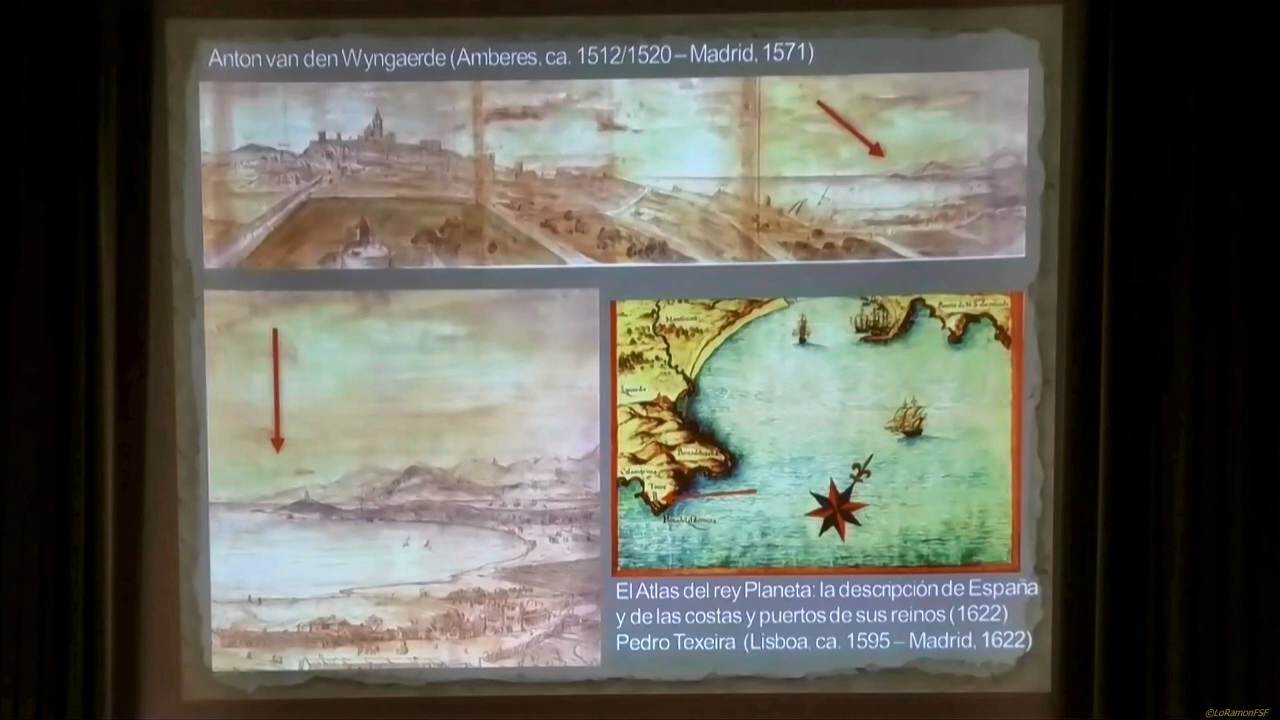 Anton van den Wyngaerde (Amberes, ca. 1512/1520 – Madrid, 1571)
El Atlas del rey Planeta: la descripción de España
y de las costas y puertos de sus reinos (1622)
Pedro Texeira (Lisboa, ca. 1595 – Madrid, 1622)
©LoRamonFSF